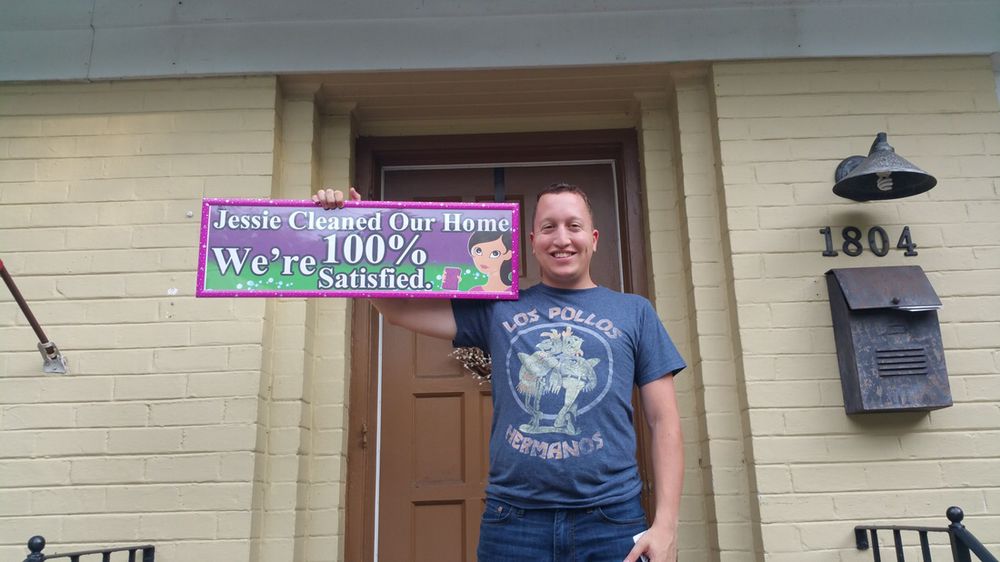 Jessie Cleaned Our Home
We're 100%
Satisfied.
1804
LOS POLLOS
HERMANOS